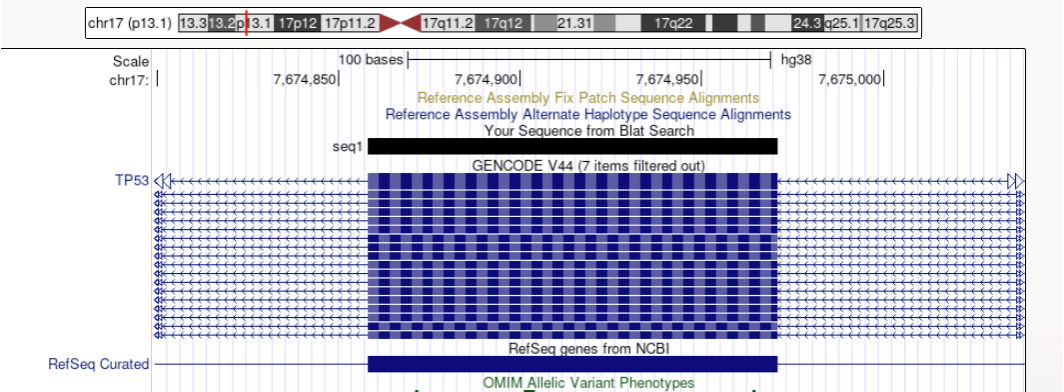 chr17 (p13.1) 13.3 13.2 p13.1 17p12 17p11.2 17q11.2 17q12 21.31 17q22 24.3 q25.1 17q25.3
Scale 100 bases hg38
chr17: 7,674,850 7,674,900 7,674,950 7,675,000
Reference Assembly Fix Patch Sequence Alignments
Reference Assembly Alternate Haplotype Sequence Alignments
Your Sequence from Blat Search
seq1
GENCODE V44 (7 items filtered out)
TP53
RefSeq genes from NCBI
RefSeq Curated
OMIM Allelic Variant Phenotypes